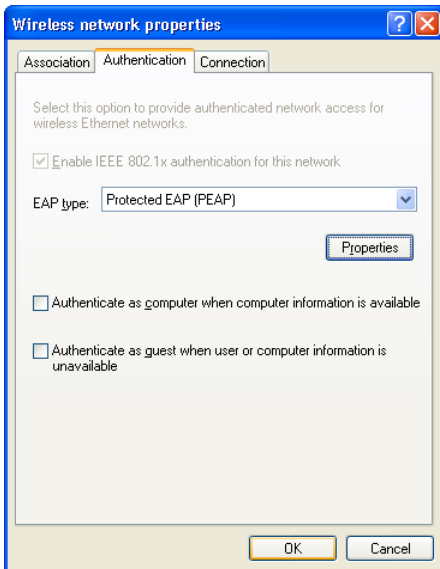 Wireless network properties
Association Authentication Connection
Select this option to provide authenticated network access for
wireless Ethernet networks.
Enable IEEE 802.1x authentication for this network
EAP type: Protected EAP (PEAP)
Properties
Authenticate as computer when computer information is available
Authenticate as guest when user or computer information is
unavailable
OK Cancel